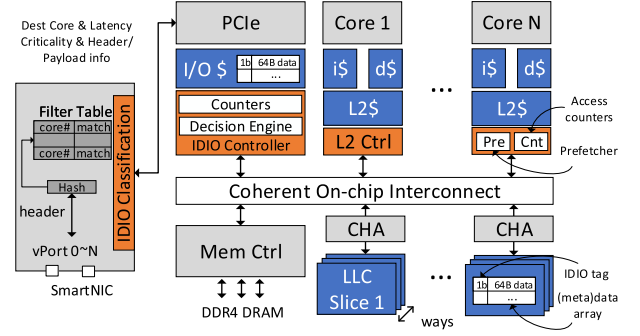 Dest Core & Latency
Criticality & Header/
Payload info
Filter Table
core# match
core# match
Hash
header
vPort 0~N
SmartNIC
IDIO Classification
PCIe
I/O $
1b 64B data
...
Counters
Decision Engine
IDIO Controller
Core 1
i$ d$
L2$
L2 Ctrl
...
Core N
i$ d$
L2$
Pre Cnt
Access
counters
Prefetcher
Coherent On-chip Interconnect
Mem Ctrl
DDR4 DRAM
CHA
LLC
Slice 1
ways
...
CHA
1b 64B data
...
IDIO tag
(meta)data
array